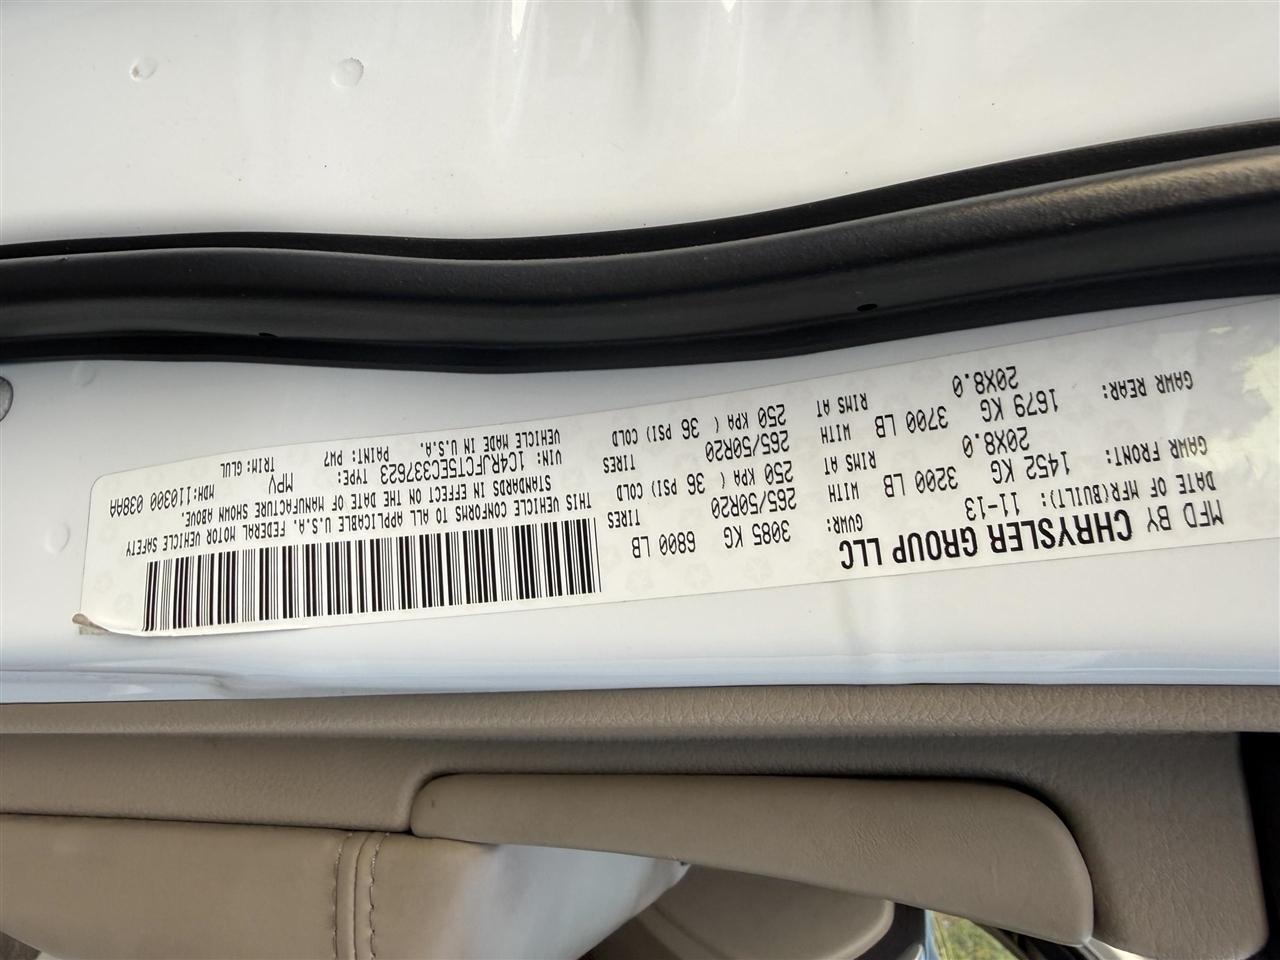 MFD BY CHRYSLER GROUP LLC
DATE OF MFR(BUILT): 11-13 GVWR: 3085 KG 6800 LB
GAWR FRONT: 1452 KG 3200 LB WITH 265/50R20 TIRES
20X8.0 RIMS AT 250 KPA ( 36 PSI) COLD
GAWR REAR: 1679 KG 3700 LB WITH 265/50R20 TIRES
20X8.0 RIMS AT 250 KPA ( 36 PSI) COLD
THIS VEHICLE CONFORMS TO ALL APPLICABLE U.S.A. FEDERAL MOTOR VEHICLE SAFETY
STANDARDS IN EFFECT ON THE DATE OF MANUFACTURE SHOWN ABOVE.
VIN: 1C4RJFCT5EC337623 TYPE: MPV MDH:110300 038AA
VEHICLE MADE IN U.S.A. PAINT: PW7 TRIM: GLUL